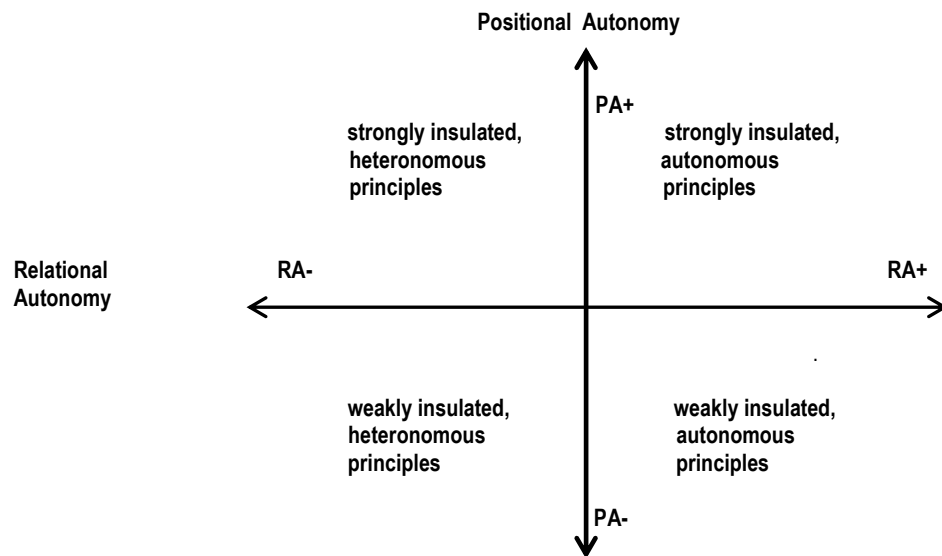 Positional Autonomy
PA+
strongly insulated,
heteronomous
principles
strongly insulated,
autonomous
principles
Relational
Autonomy
RA-
RA+
weakly insulated,
heteronomous
principles
weakly insulated,
autonomous
principles
PA-